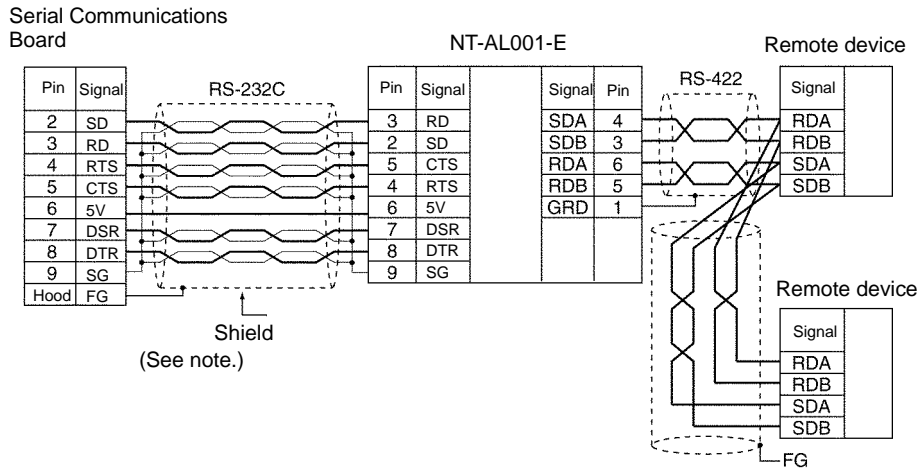 Serial Communications
Board
NT-AL001-E
Remote device
Pin Signal
RS-232C
Pin Signal
Signal Pin
RS-422
Signal
2 SD
3 RD
SDA 4
RDA
3 RD
2 SD
SDB 3
RDB
4 RTS
5 CTS
RDA 6
SDA
5 CTS
4 RTS
RDB 5
SDB
6 5V
6 5V
GRD 1
7 DSR
7 DSR
8 DTR
8 DTR
9 SG
9 SG
Hood FG
Shield
(See note.)
Remote device
Signal
RDA
RDB
SDA
SDB
FG